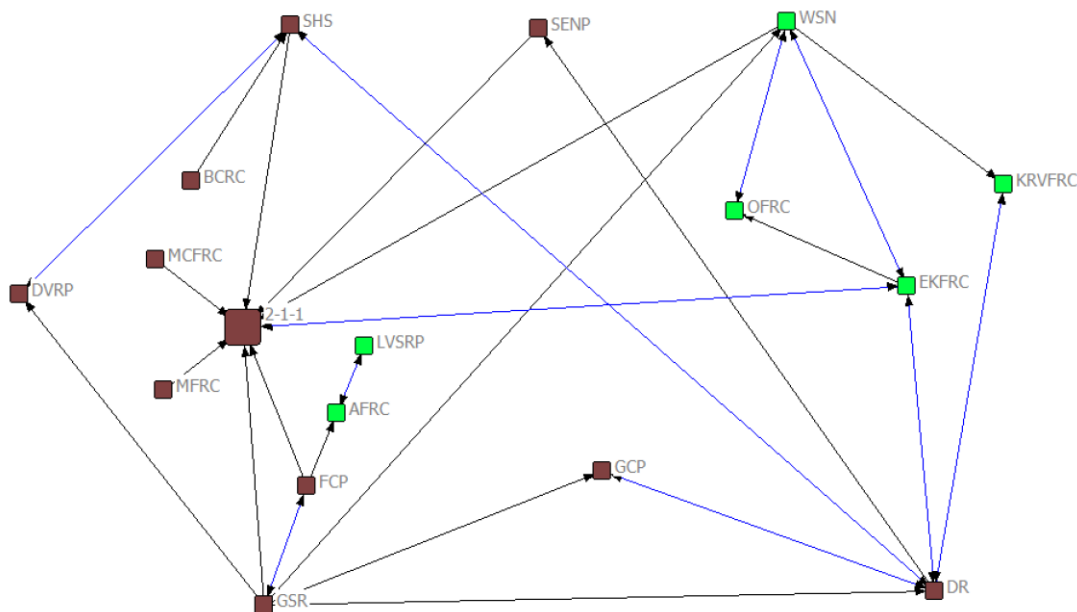 SHS
SENP
WSN
BCRC
KRVFRC
OFRC
MCFRC
DVRP
EKFRC
2-1-1
LVSRP
MFRC
AFRC
GCP
FCP
DR
GSR